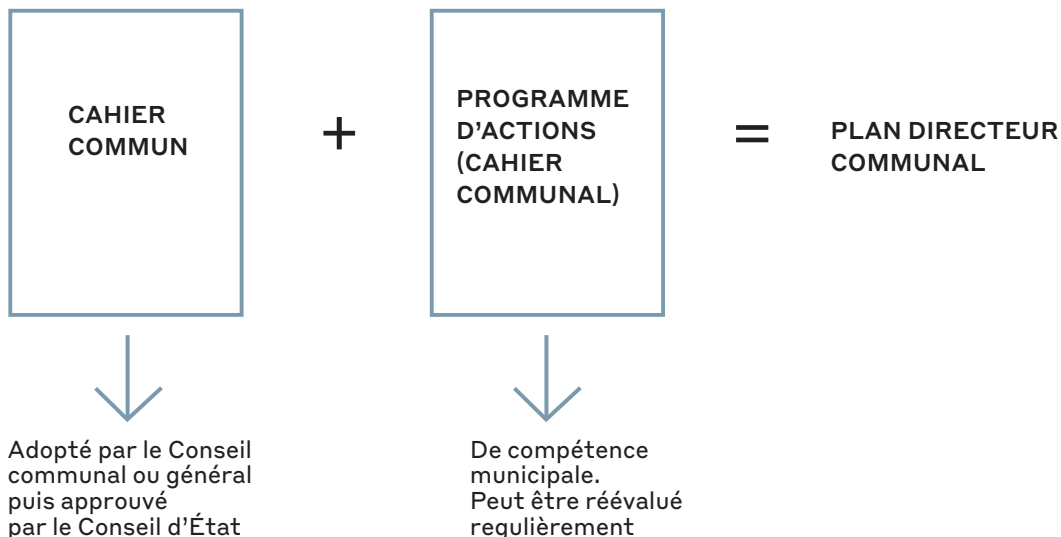 CAHIER
COMMUN
+
PROGRAMME
D'ACTIONS
(CAHIER
COMMUNAL)
=
PLAN DIRECTEUR
COMMUNAL
Adopté par le Conseil
communal ou général
puis approuvé
par le Conseil d'État
De compétence
municipale.
Peut être réévalué
regulièrement